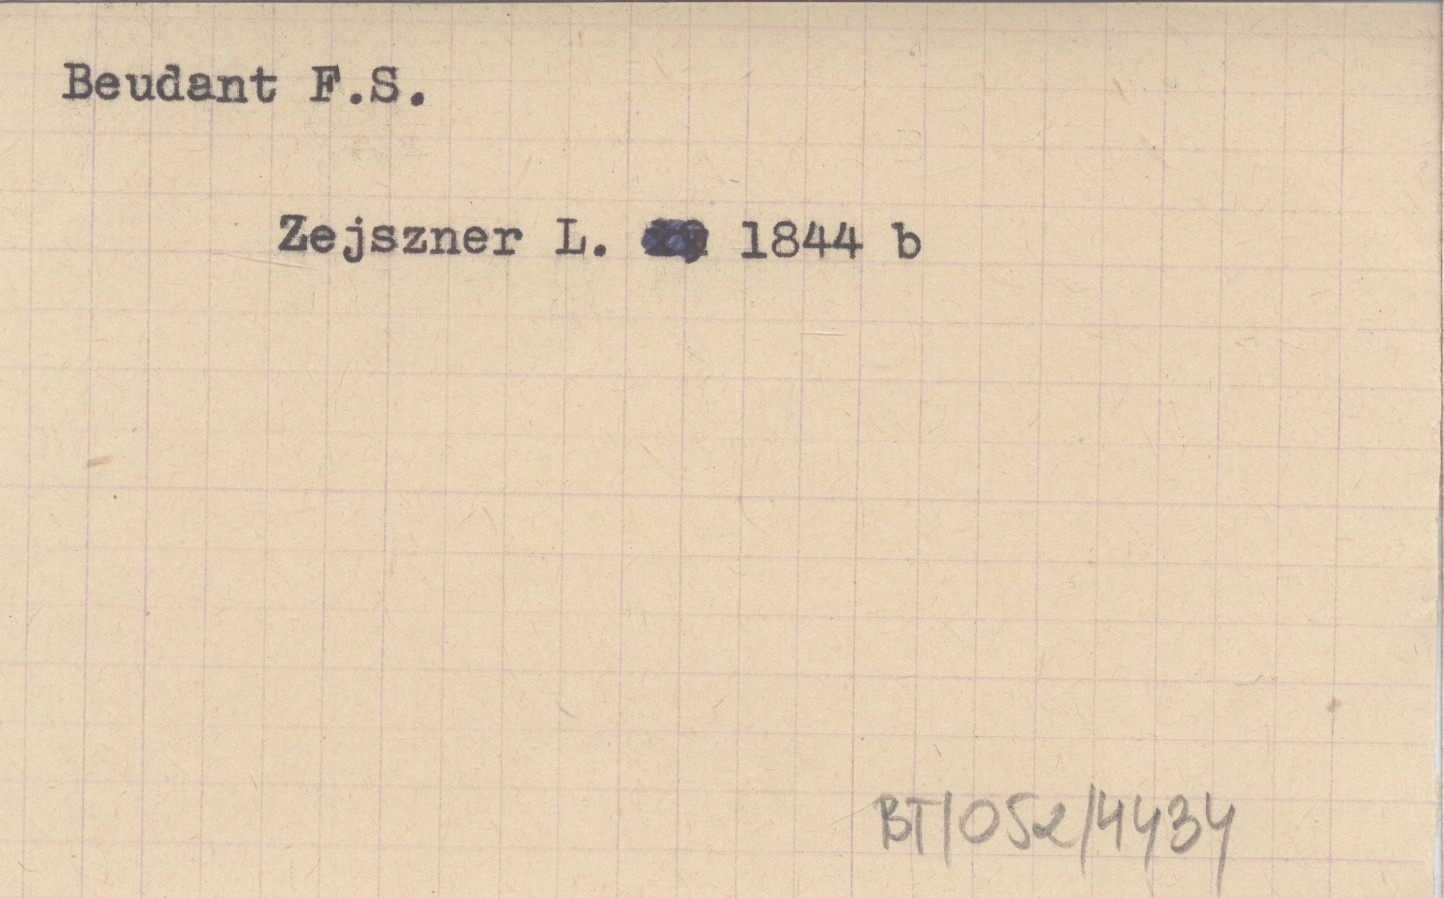 Beudant F.S.
Zejszner L. 1844 b
BT/052/4434